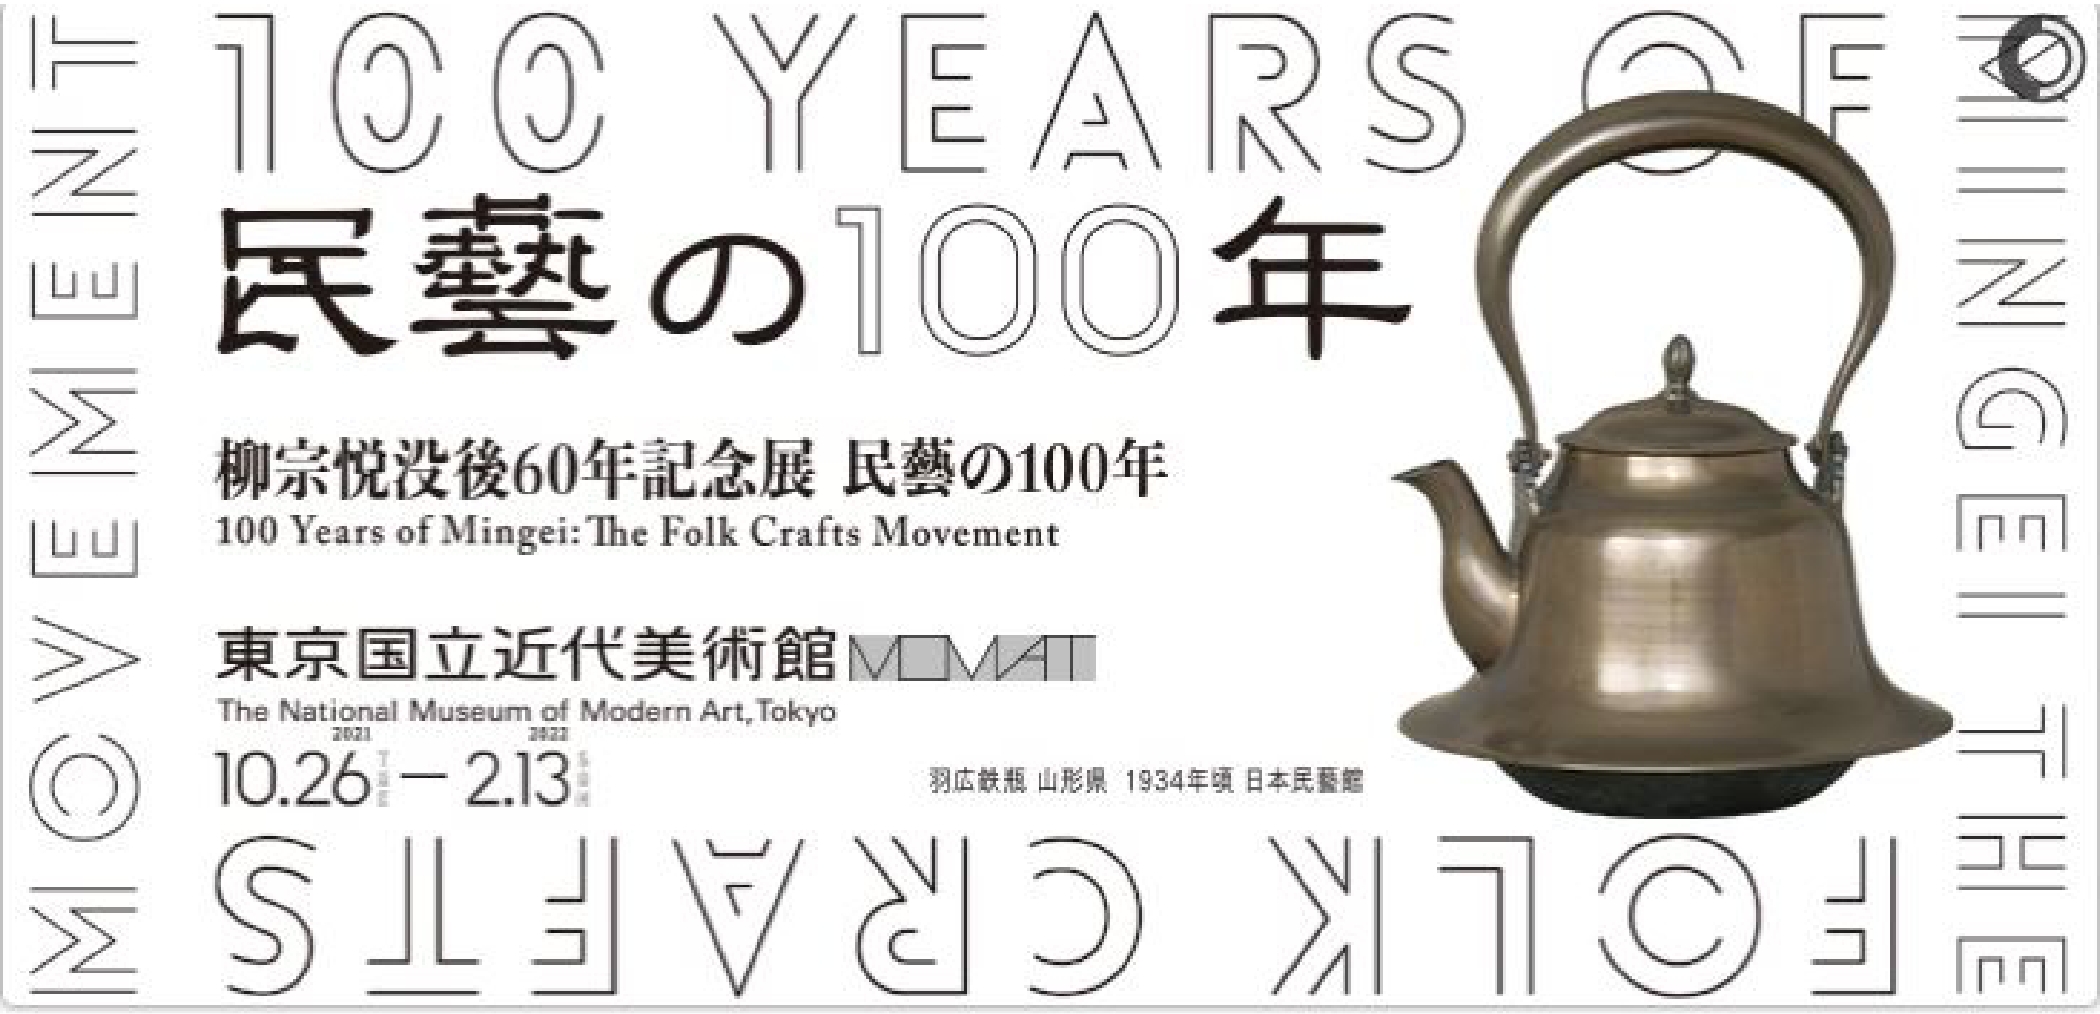 100 YEARS OF
MINGEI THE
FOLK CRAFTS
MOVEMENT
民藝の100年
柳宗悦没後60年記念展 民藝の100年
100 Years of Mingei: The Folk Crafts Movement
東京国立近代美術館 MOMAT
The National Museum of Modern Art, Tokyo
2021 2022
10.26 — 2.13
羽広鉄瓶 山形県 1934年頃 日本民藝館